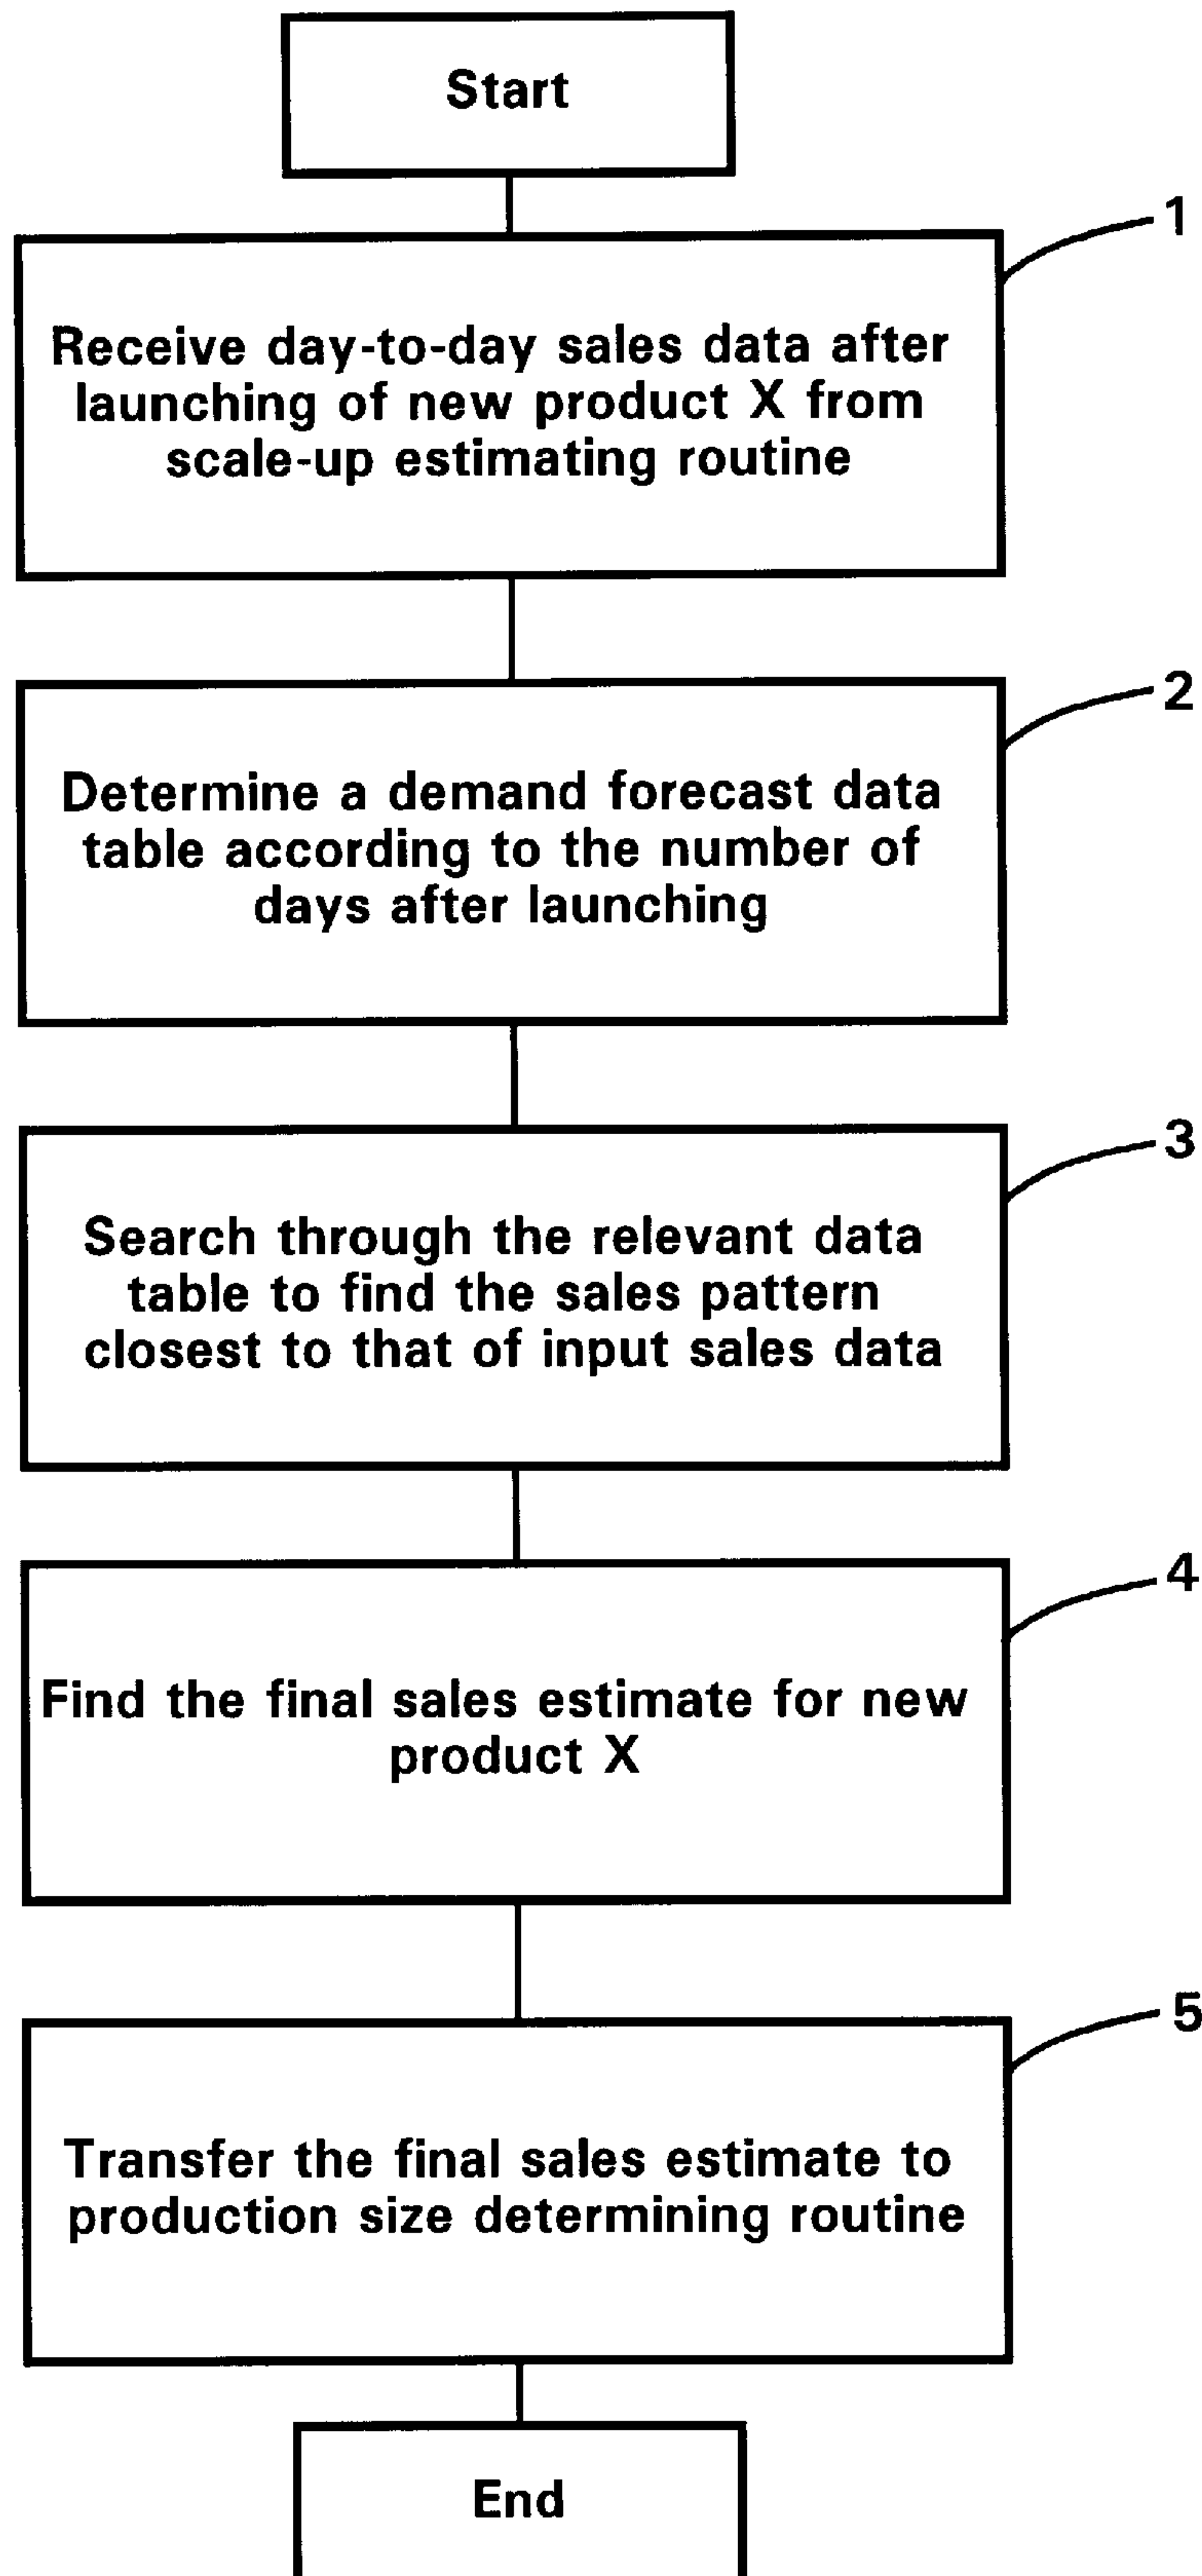 Start
1
Receive day-to-day sales data after
launching of new product X from
scale-up estimating routine
2
Determine a demand forecast data
table according to the number of
days after launching
3
Search through the relevant data
table to find the sales pattern
closest to that of input sales data
4
Find the final sales estimate for new
product X
5
Transfer the final sales estimate to
production size determining routine
End